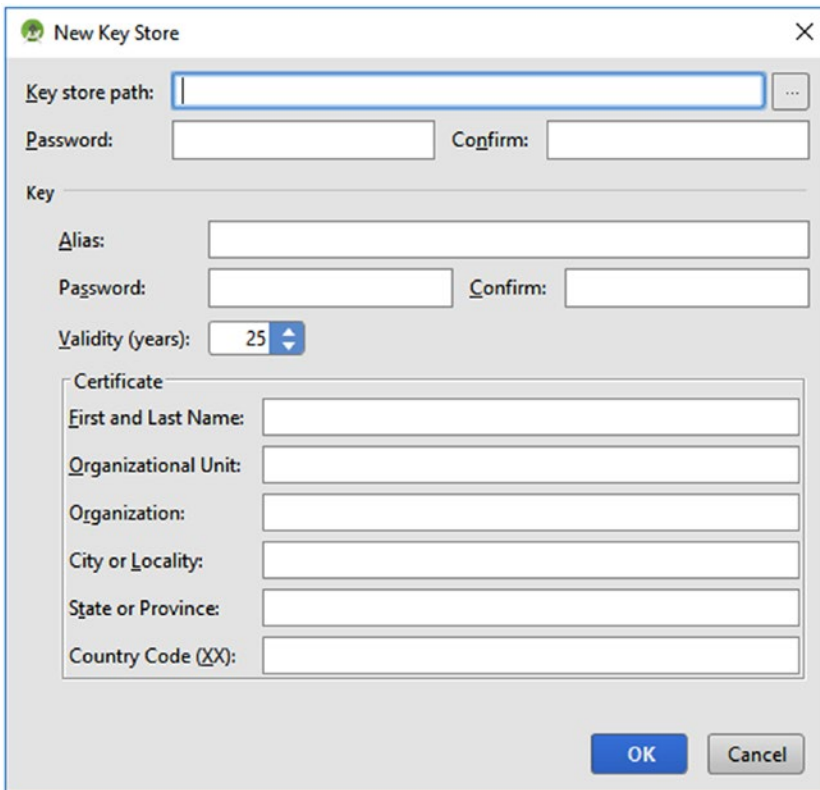 New Key Store
Key store path: ...
Password: Confirm:
Key
Alias:
Password: Confirm:
Validity (years): 25
Certificate
First and Last Name:
Organizational Unit:
Organization:
City or Locality:
State or Province:
Country Code (XX):
OK Cancel